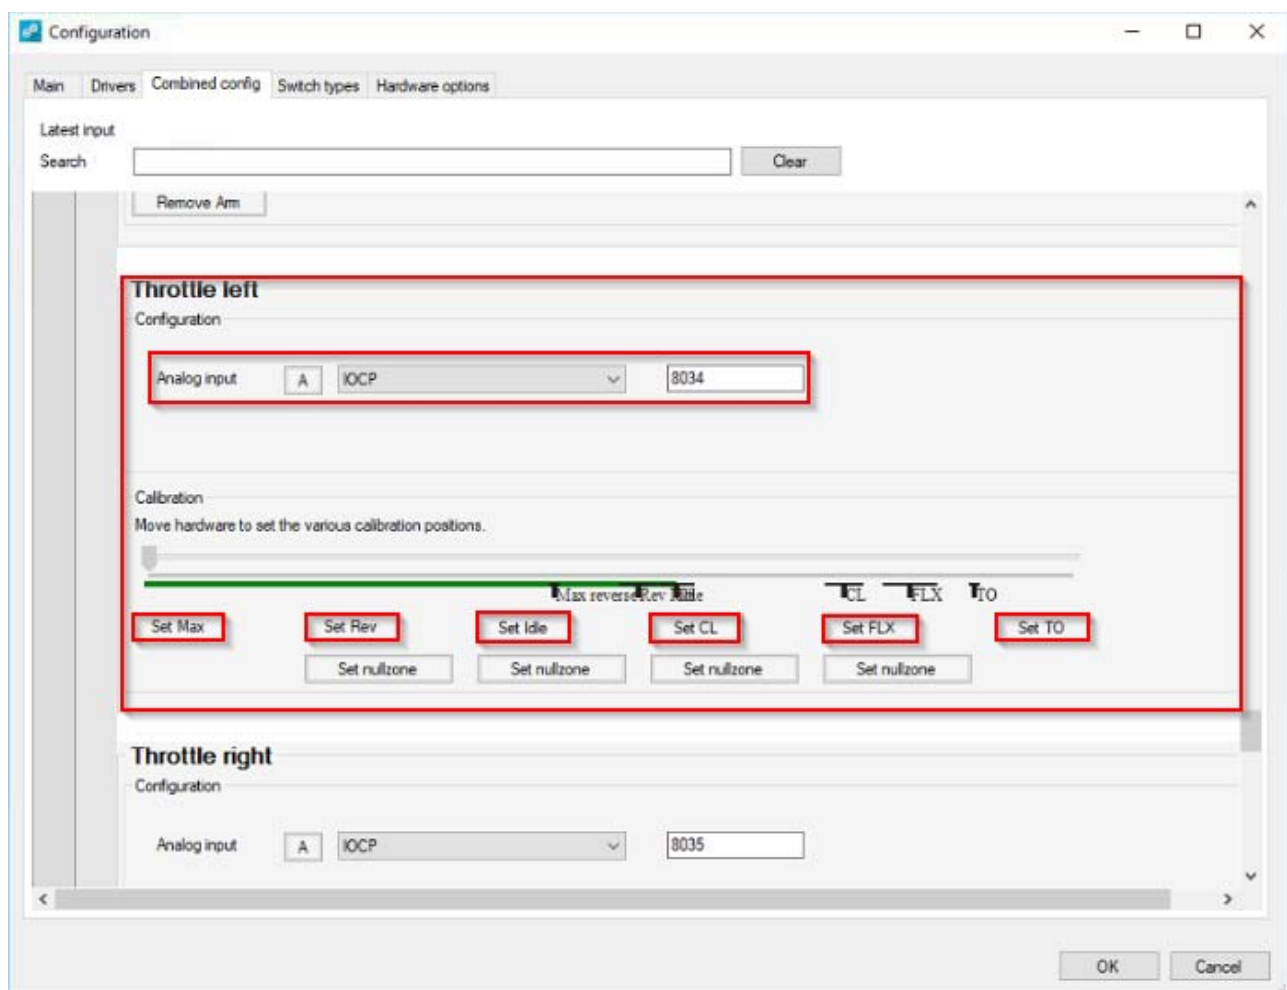 Configuration
Main Drivers Combined config Switch types Hardware options
Latest input
Search Clear
Remove Arm
Throttle left
Configuration
Analog input A IOCP 8034
Calibration
Move hardware to set the various calibration positions.
Max reverse Rev CL FLX TO
Set Max Set Rev Set Idle Set CL Set FLX Set TO
Set nullzone Set nullzone Set nullzone Set nullzone
Throttle right
Configuration
Analog input A IOCP 8035
OK Cancel